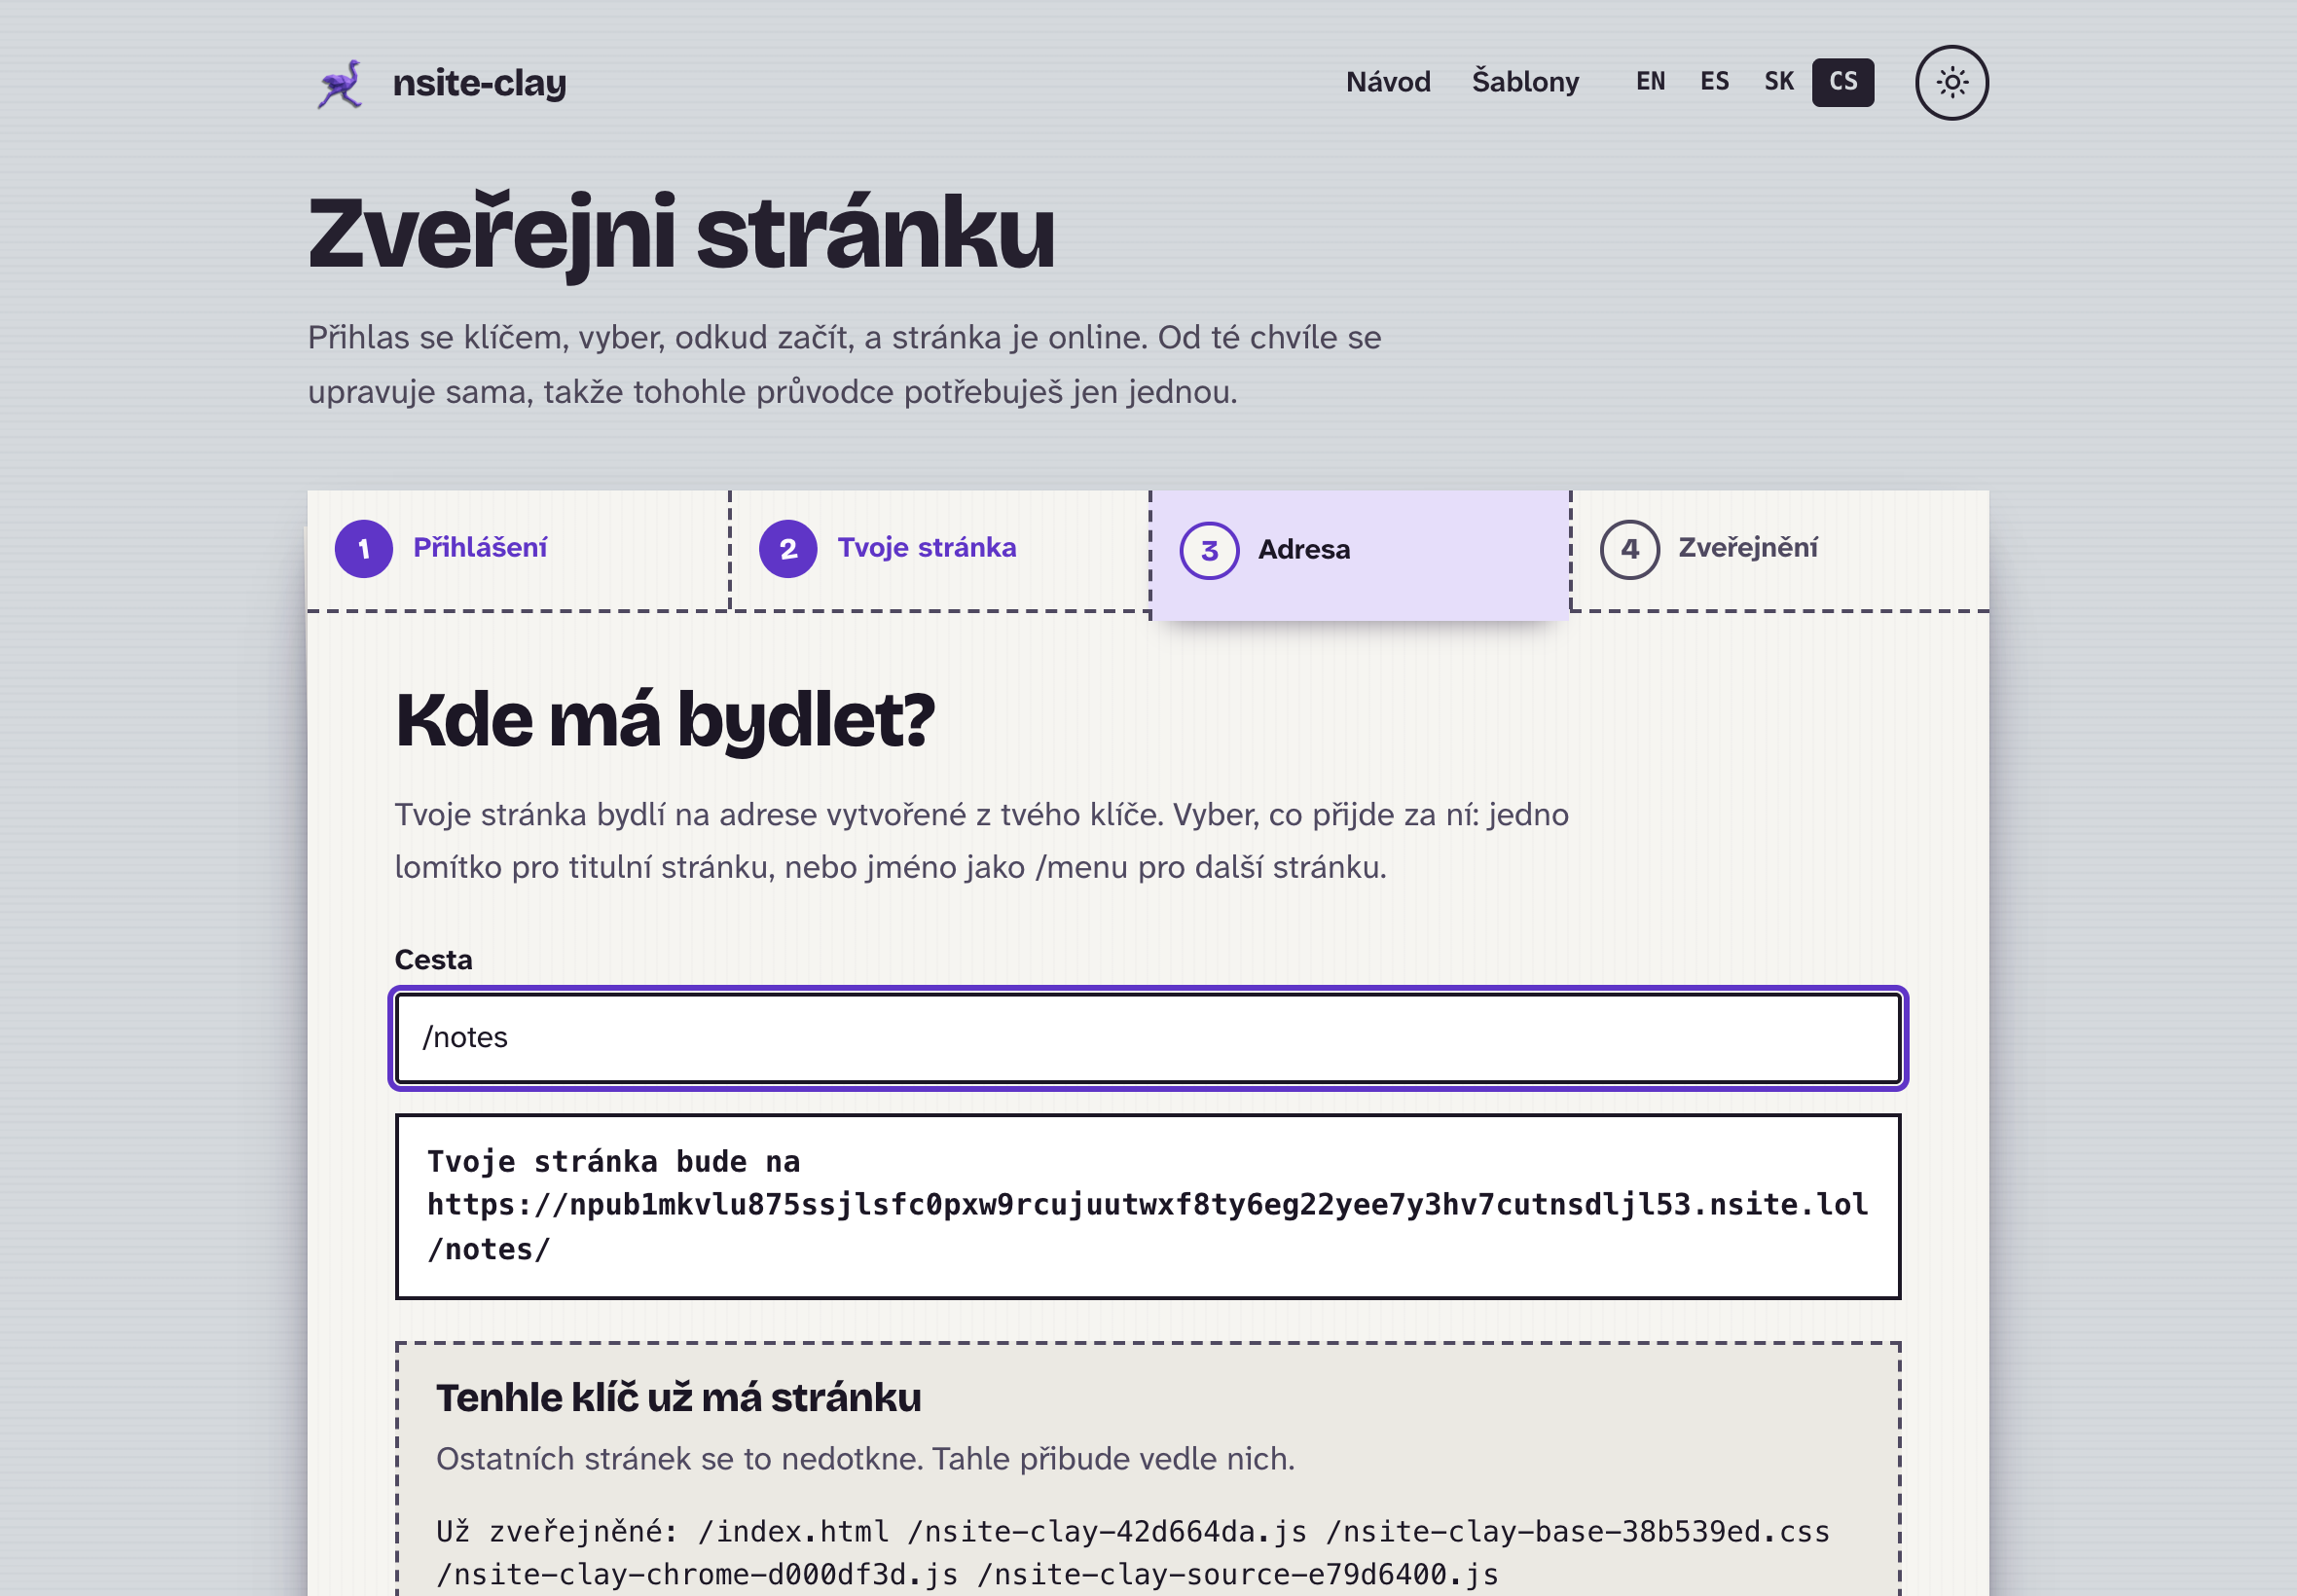 nsite-clay
Návod Šablony EN ES SK CS
Zveřejni stránku
Přihlas se klíčem, vyber, odkud začít, a stránka je online. Od té chvíle se
upravuje sama, takže tohohle průvodce potřebuješ jen jednou.
1 Přihlášení 2 Tvoje stránka 3 Adresa 4 Zveřejnění
Kde má bydlet?
Tvoje stránka bydlí na adrese vytvořené z tvého klíče. Vyber, co přijde za ní: jedno
lomítko pro titulní stránku, nebo jméno jako /menu pro další stránku.
Cesta
/notes
Tvoje stránka bude na
https://npub1mkvlu875ssjlsfc0pxw9rcujuutwxf8ty6eg22yee7y3hv7cutnsdljl53.nsite.lol
/notes/
Tenhle klíč už má stránku
Ostatních stránek se to nedotkne. Tahle přibude vedle nich.
Už zveřejněné: /index.html /nsite-clay-42d664da.js /nsite-clay-base-38b539ed.css
/nsite-clay-chrome-d000df3d.js /nsite-clay-source-e79d6400.js